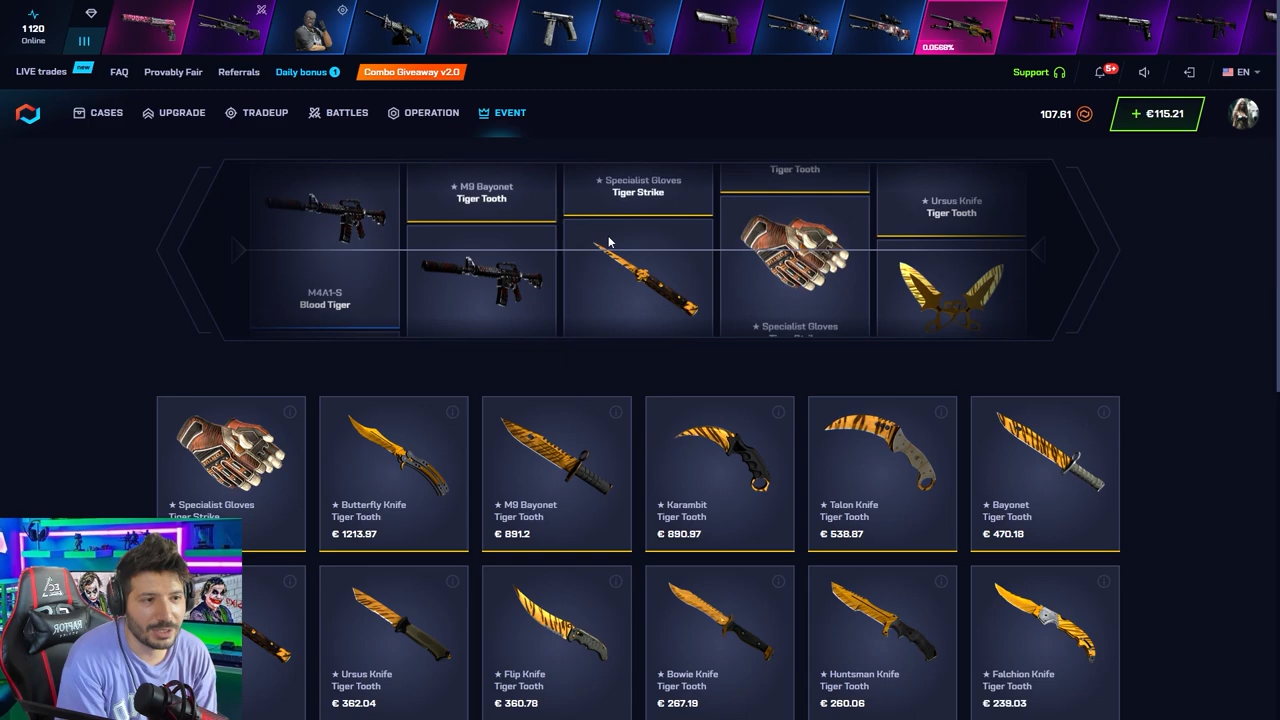 1 120
Online
0.0568%
LIVE trades new
FAQ
Provably Fair
Referrals
Daily bonus 1
Combo Giveaway v2.0
Support
5+
EN
CASES
UPGRADE
TRADEUP
BATTLES
OPERATION
EVENT
107.61
+ €115.21
M4A1-S
Blood Tiger
★ M9 Bayonet
Tiger Tooth
★ Specialist Gloves
Tiger Strike
Tiger Tooth
★ Specialist Gloves
★ Ursus Knife
Tiger Tooth
★ Specialist Gloves
Tiger Strike
★ Butterfly Knife
Tiger Tooth
€ 1213.97
★ M9 Bayonet
Tiger Tooth
€ 891.2
★ Karambit
Tiger Tooth
€ 890.97
★ Talon Knife
Tiger Tooth
€ 538.87
★ Bayonet
Tiger Tooth
€ 470.18
★ Ursus Knife
Tiger Tooth
€ 362.04
★ Flip Knife
Tiger Tooth
€ 360.78
★ Bowie Knife
Tiger Tooth
€ 267.19
★ Huntsman Knife
Tiger Tooth
€ 260.06
★ Falchion Knife
Tiger Tooth
€ 239.03